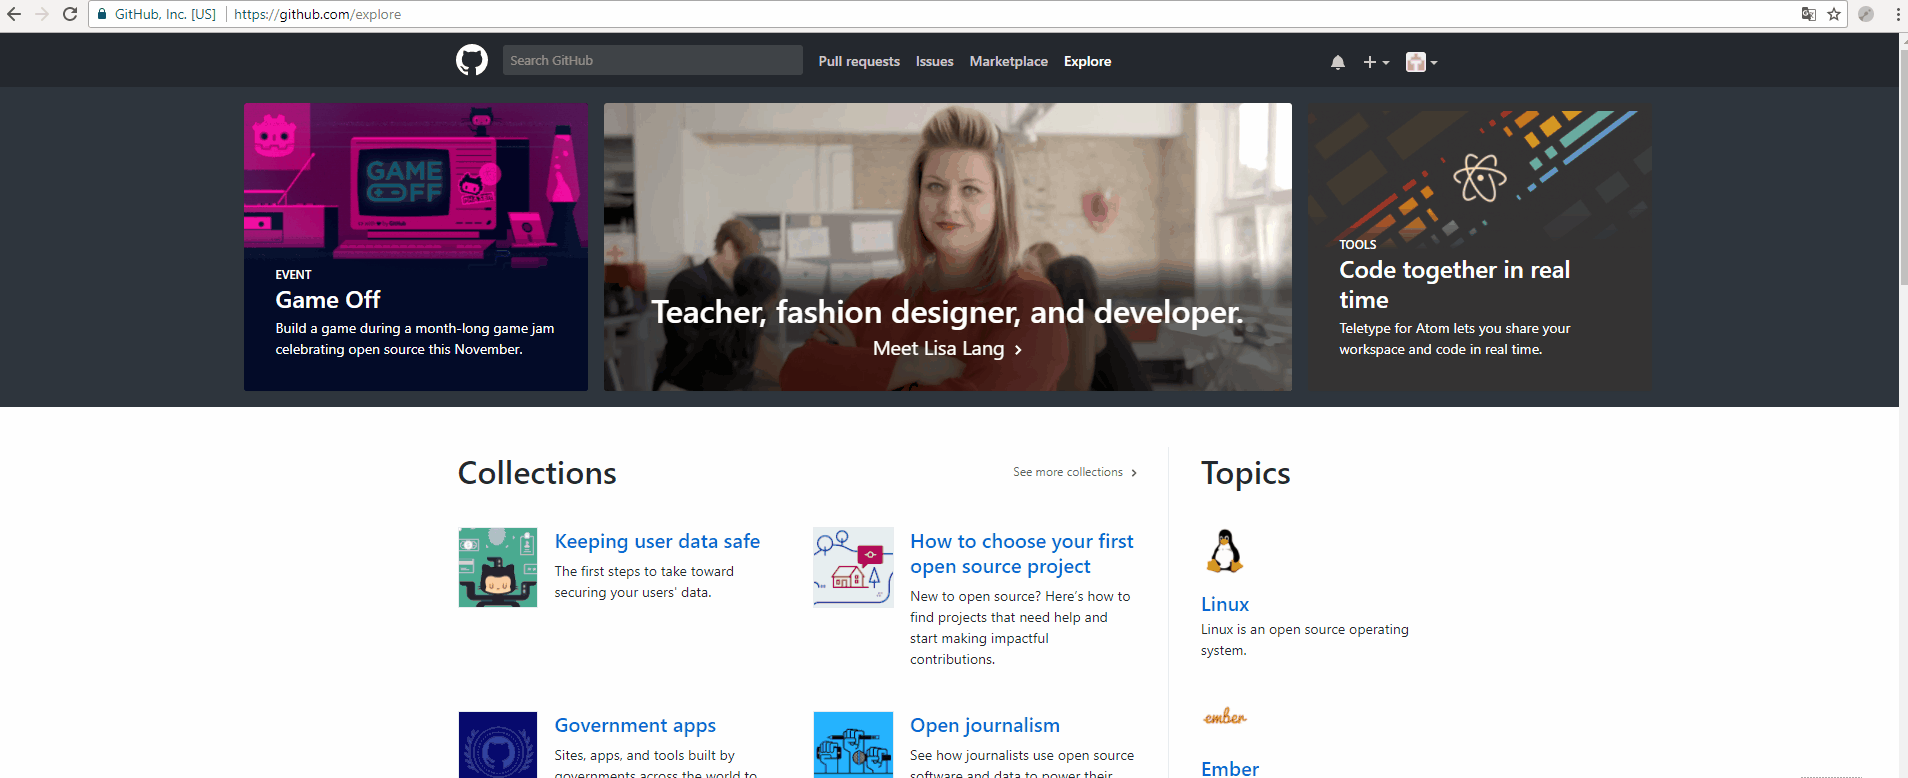 GitHub, Inc. [US]
https://github.com/explore
Search GitHub
Pull requests
Issues
Marketplace
Explore
GAME
OFF
EVENT
Game Off
Build a game during a month-long game jam
celebrating open source this November.
Teacher, fashion designer, and developer.
Meet Lisa Lang
TOOLS
Code together in real
time
Teletype for Atom lets you share your
workspace and code in real time.
Collections
See more collections
Keeping user data safe
The first steps to take toward
securing your users' data.
How to choose your first
open source project
New to open source? Here's how to
find projects that need help and
start making impactful
contributions.
Government apps
Sites, apps, and tools built by
governments across the world to
Open journalism
See how journalists use open source
software and data to power their
Topics
Linux
Linux is an open source operating
system.
ember
Ember